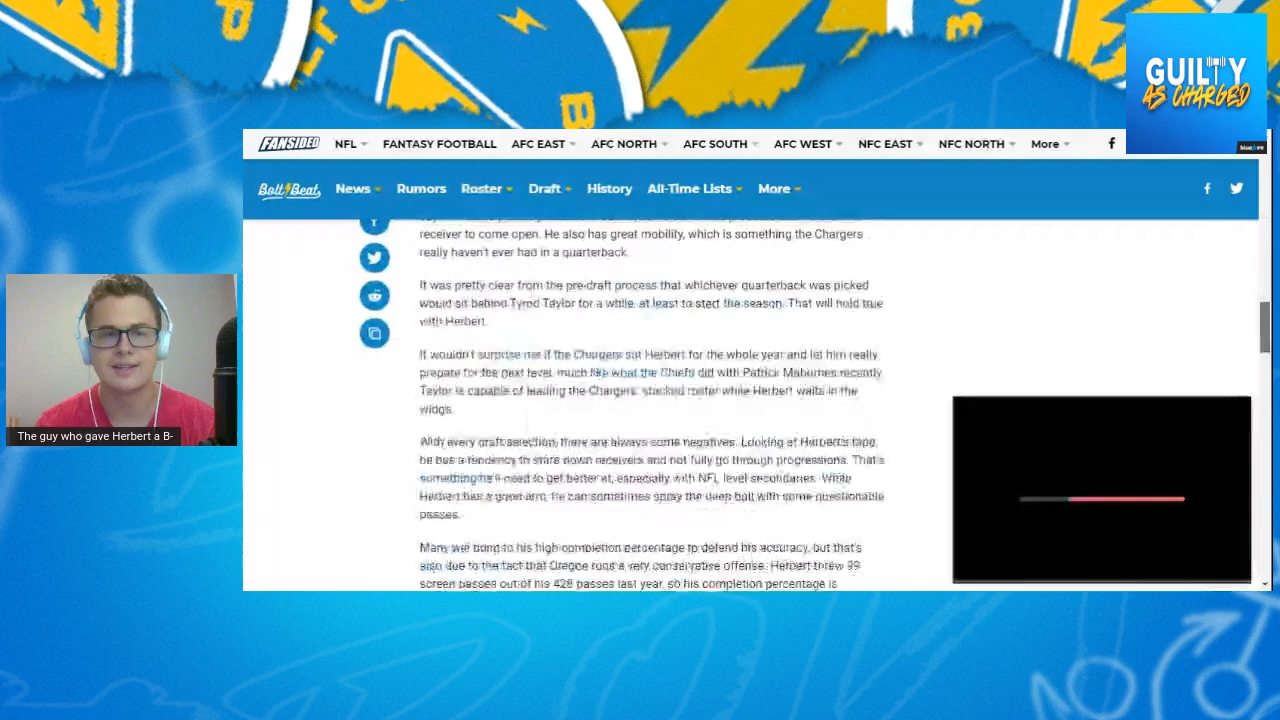 GUILTY
AS CHARGED
blue
FANSIDED NFL FANTASY FOOTBALL AFC EAST AFC NORTH AFC SOUTH AFC WEST NFC EAST NFC NORTH More
Bolt Beat News Rumors Roster Draft History All-Time Lists More
receiver to come open. He also has great mobility, which is something the Chargers
really haven't ever had in a quarterback.
It was pretty clear from the pre-draft process that whichever quarterback was picked
would sit behind Tyrod Taylor for a while, at least to start the season. That will hold true
with Herbert.
It wouldn't surprise me if the Chargers sat Herbert for the whole year and let him really
prepare for the next level, much like what the Chiefs did with Patrick Mahomes recently
Taylor is capable of leading the Chargers' stacked roster while Herbert waits in the
every draft selection, there are always some negatives. Looking at Herbert's tape,
he has a tendency to stare down receivers and not fully go through progressions. That's
something he'll need to get better at, especially with NFL level secondaries. While
Herbert has a good arm, he can sometimes spray the deep ball with some questionable
passes.
Many will point to his high completion percentage to defend his accuracy, but that's
also due to the fact that Oregon runs a very conservative offense. Herbert threw 99
screen passes out of his 428 passes last year, so his completion percentage is
The guy who gave Herbert a B-